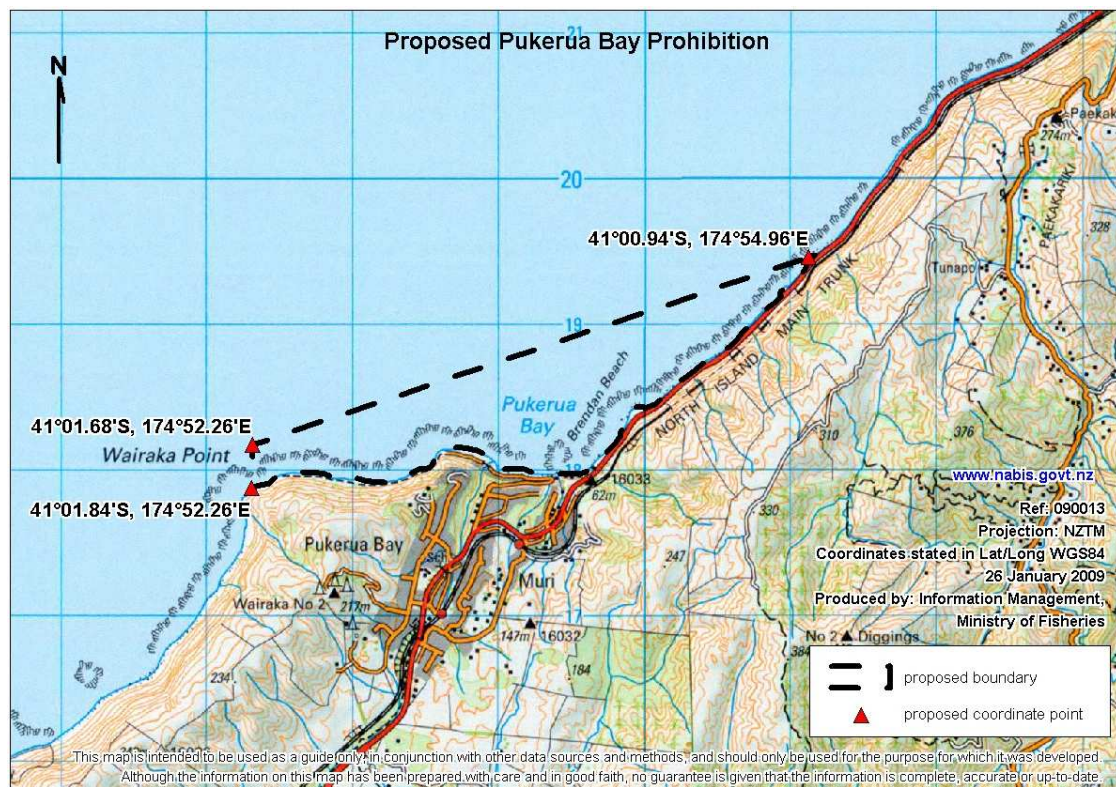 Proposed Pukerua Bay Prohibition
N
21
Paekak
274m
20
41°00.94'S, 174°54.96'E
PAEKAKARIKI
328
Tunapo
NORTH ISLAND MAIN TRUNK
19
Pukerua
Bay
Brendan Beach
41°01.68'S, 174°52.26'E
Wairaka Point
310
376
18
41°01.84'S, 174°52.26'E
16033
62m
www.nabis.govt.nz
Ref: 090013
330
Projection: NZTM
Coordinates stated in Lat/Long WGS84
26 January 2009
Produced by: Information Management,
Ministry of Fisheries
Pukerua Bay
Sch
247
Muri
Wairaka No 2
217m
17
147m
16032
No 2
Diggings
384
184
234
proposed boundary
proposed coordinate point
This map is intended to be used as a guide only, in conjunction with other data sources and methods, and should only be used for the purpose for which it was developed.
Although the information on this map has been prepared with care and in good faith, no guarantee is given that the information is complete, accurate or up-to-date.